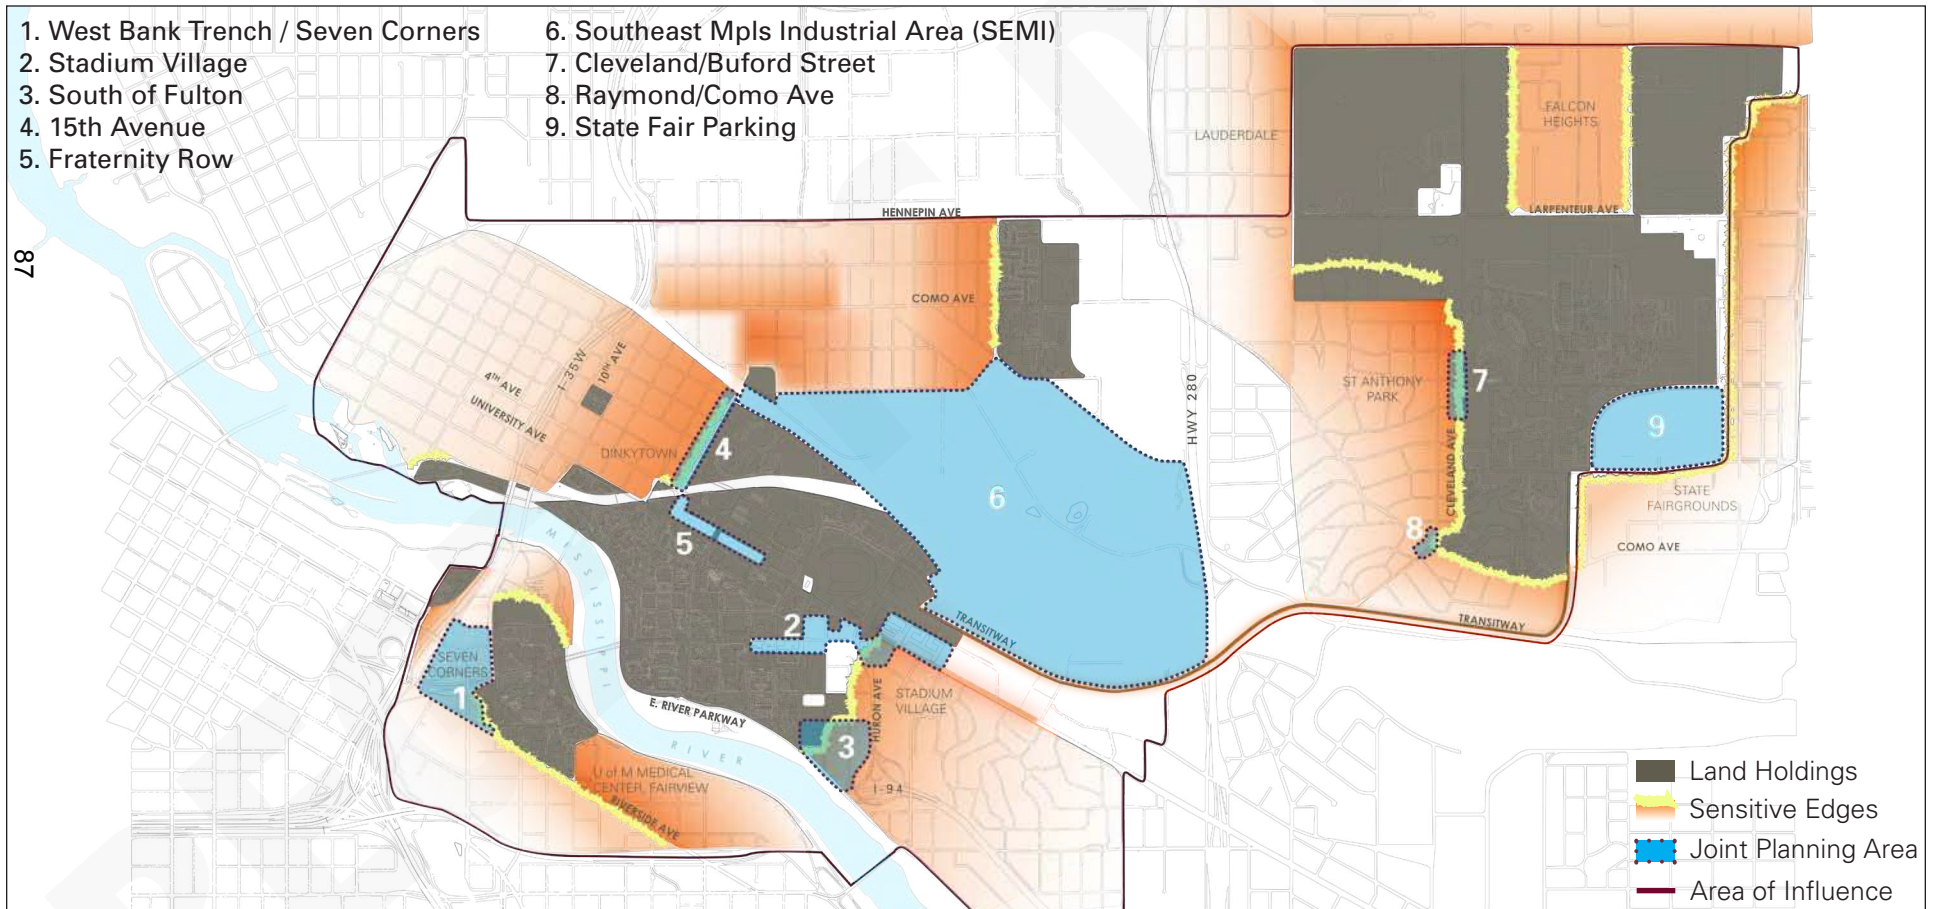 1. West Bank Trench / Seven Corners
2. Stadium Village
3. South of Fulton
4. 15th Avenue
5. Fraternity Row
6. Southeast Mpls Industrial Area (SEMI)
7. Cleveland/Buford Street
8. Raymond/Como Ave
9. State Fair Parking
87
LAUDERDALE
FALCON
HEIGHTS
HENNEPIN AVE
LARPENTEUR AVE
COMO AVE
4TH AVE
I-35W
10TH AVE
UNIVERSITY AVE
DINKYTOWN
4
HWY 280
ST ANTHONY
PARK
7
CLEVELAND AVE
9
6
STATE
FAIRGROUNDS
5
8
COMO AVE
MISSISSIPPI
RIVER
2
TRANSITWAY
TRANSITWAY
SEVEN
CORNERS
1
E. RIVER PARKWAY
HURON AVE
STADIUM
VILLAGE
3
I-94
U of M MEDICAL
CENTER, FAIRVIEW
RIVERSIDE AVE
Land Holdings
Sensitive Edges
Joint Planning Area
Area of Influence